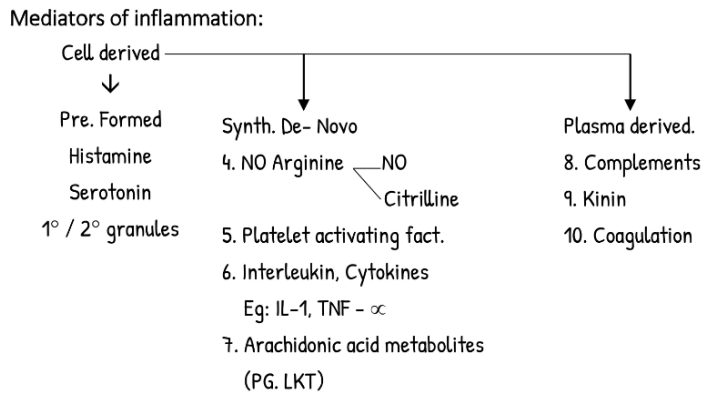 Mediators of inflammation:
Cell derived
Pre. Formed
Histamine
Serotonin
1° / 2° granules
Synth. De- Novo
4. NO Arginine
NO
Citrilline
5. Platelet activating fact.
6. Interleukin, Cytokines
Eg: IL-1, TNF - ∝
7. Arachidonic acid metabolites
(PG. LKT)
Plasma derived.
8. Complements
9. Kinin
10. Coagulation